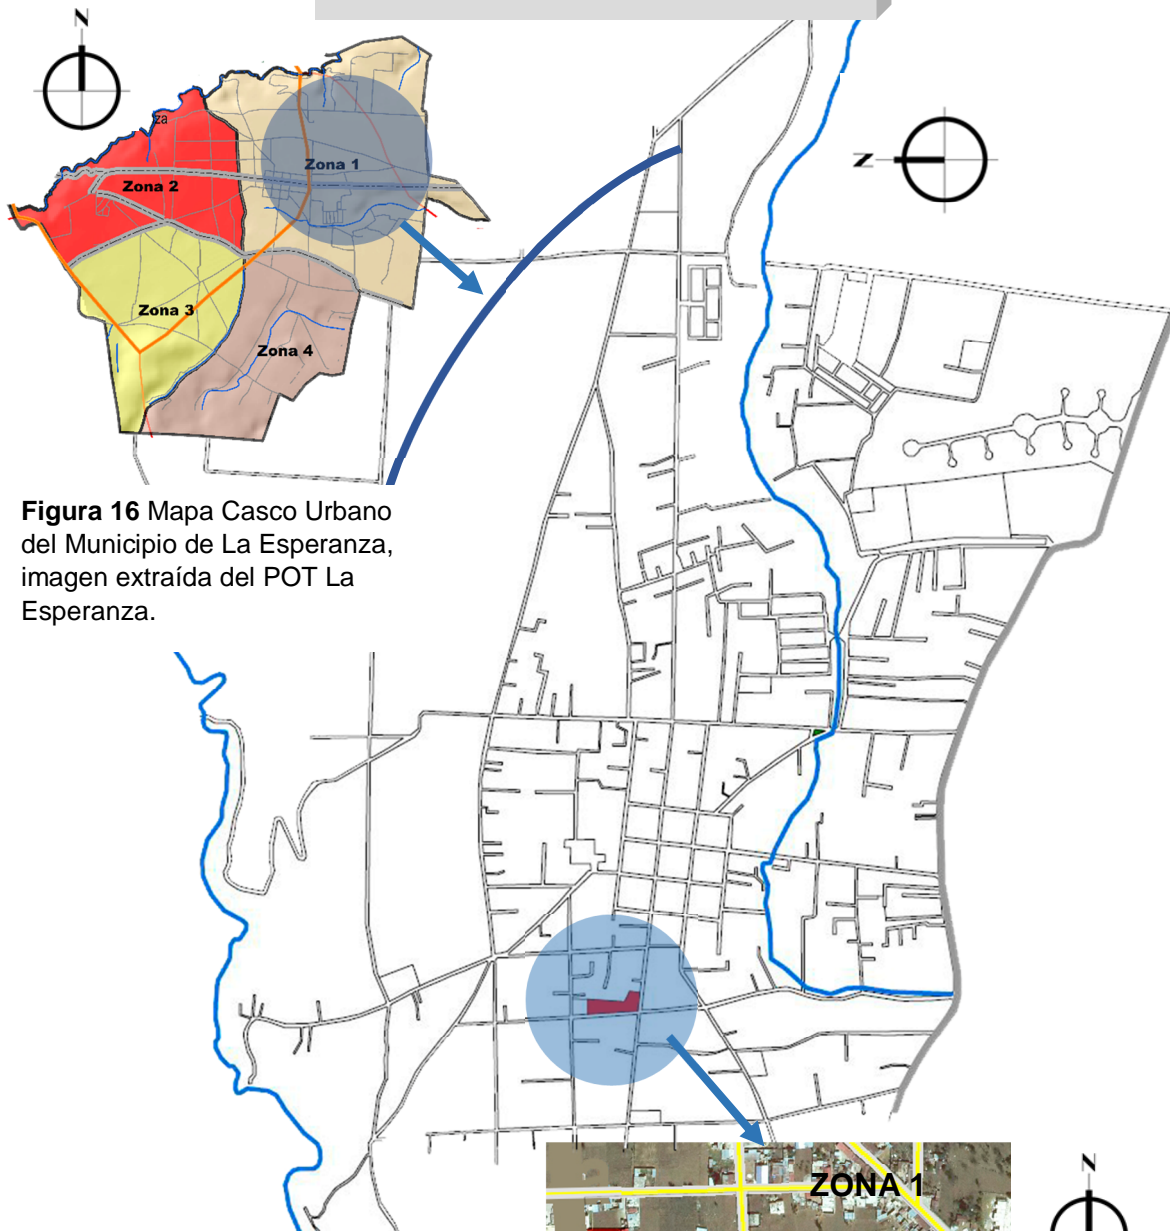 N
za
Zona 1
Zona 2
Zona 3
Zona 4
N
Figura 16 Mapa Casco Urbano
del Municipio de La Esperanza,
imagen extraída del POT La
Esperanza.
ZONA 1
N